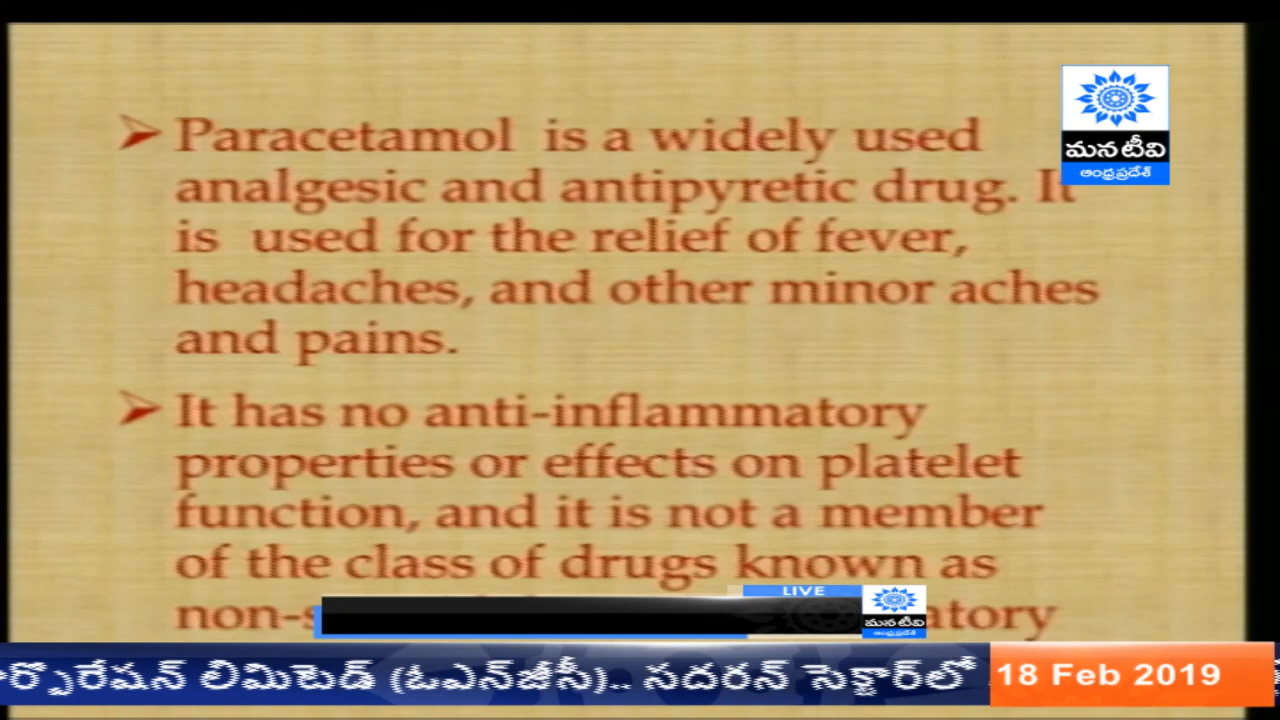 Paracetamol is a widely used
analgesic and antipyretic drug. It
is used for the relief of fever,
headaches, and other minor aches
and pains.
It has no anti-inflammatory
properties or effects on platelet
function, and it is not a member
of the class of drugs known as
మన టీవి
ఆంధ్రప్రదేశ్
LIVE
మన టీవి
ఆంధ్రప్రదేశ్
లిమిటెడ్ (ఓఎన్‌జీసీ).. సదరన్ సెక్టార్‌లో
18 Feb 2019